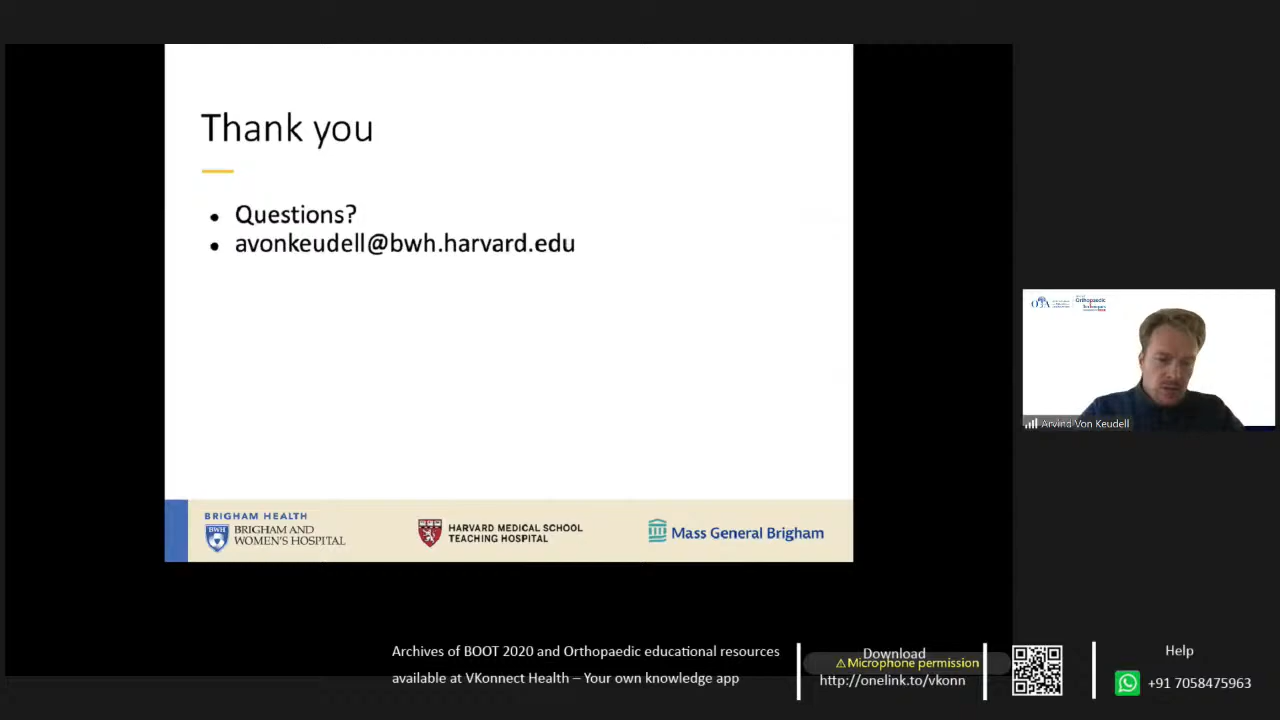 Thank you
Questions?
avonkeudell@bwh.harvard.edu
BRIGHAM HEALTH
BWH
BRIGHAM AND
WOMEN'S HOSPITAL
HARVARD MEDICAL SCHOOL
TEACHING HOSPITAL
Mass General Brigham
Orthopaedic
Arvind Von Keudell
Archives of BOOT 2020 and Orthopaedic educational resources
available at VKonnect Health – Your own knowledge app
Download
Microphone permission
http://onelink.to/vkonn
Help
+91 7058475963